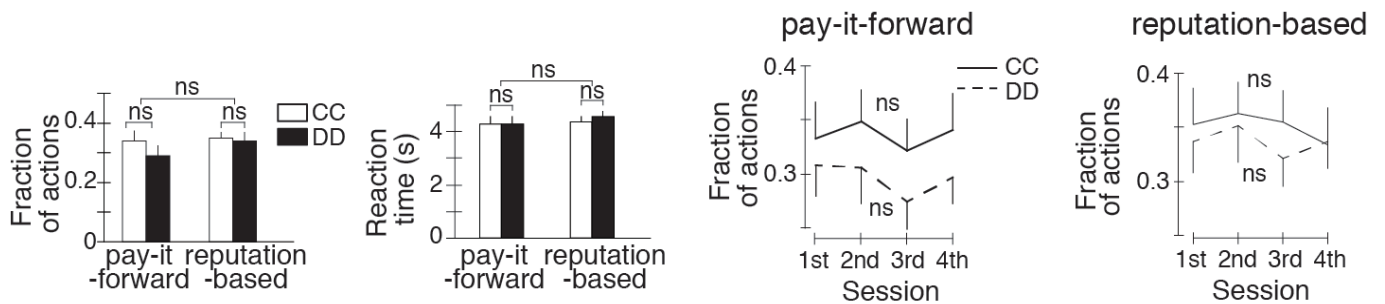 Fraction
of actions
0.4
0.2
0
ns
ns
ns
CC
DD
pay-it
-forward
reputation
-based
Reaction
time (s)
4
2
0
ns
ns
ns
pay-it
-forward
reputation
-based
pay-it-forward
Fraction
of actions
0.4
0.3
CC
DD
ns
ns
1st 2nd 3rd 4th
Session
reputation-based
Fraction
of actions
0.4
0.3
ns
ns
1st 2nd 3rd 4th
Session